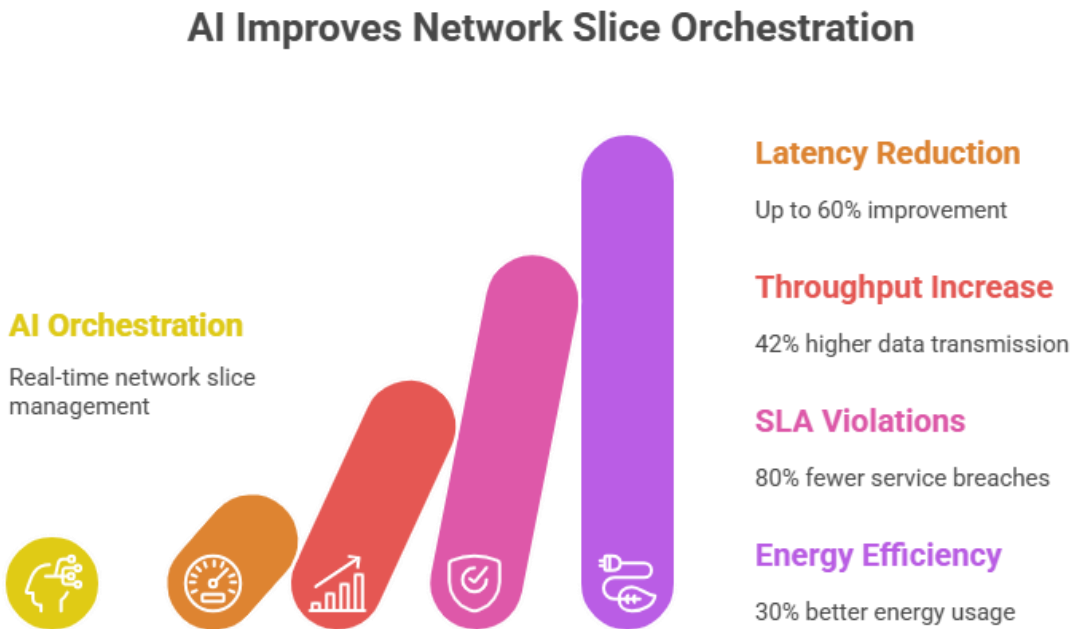 AI Improves Network Slice Orchestration
AI Orchestration
Real-time network slice
management
Latency Reduction
Up to 60% improvement
Throughput Increase
42% higher data transmission
SLA Violations
80% fewer service breaches
Energy Efficiency
30% better energy usage